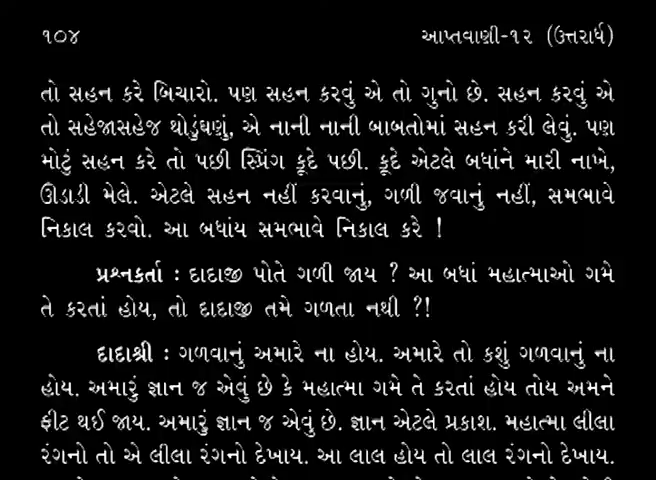 ૧૦૪ આપ્તવાણી-૧૨ (ઉત્તરાર્ધ)
તો સહન કરે બિચારો. પણ સહન કરવું એ તો ગુનો છે. સહન કરવું એ
તો સહેજાસહેજ થોડુંઘણું, એ નાની નાની બાબતોમાં સહન કરી લેવું. પણ
મોટું સહન કરે તો પછી સ્પ્રિંગ કૂદે પછી. કૂદે એટલે બધાંને મારી નાખે,
ઊડાડી મેલે. એટલે સહન નહીં કરવાનું, ગળી જવાનું નહીં, સમભાવે
નિકાલ કરવો. આ બધાંય સમભાવે નિકાલ કરે !
પ્રશ્નકર્તા : દાદાજી પોતે ગળી જાય ? આ બધાં મહાત્માઓ ગમે
તે કરતાં હોય, તો દાદાજી તમે ગળતા નથી ?!
દાદાશ્રી : ગળવાનું અમારે ના હોય. અમારે તો કશું ગળવાનું ના
હોય. અમારું જ્ઞાન જ એવું છે કે મહાત્મા ગમે તે કરતાં હોય તોય અમને
ફીટ થઈ જાય. અમારું જ્ઞાન જ એવું છે. જ્ઞાન એટલે પ્રકાશ. મહાત્મા લીલા
રંગનો તો એ લીલા રંગનો દેખાય. આ લાલ હોય તો લાલ રંગનો દેખાય.